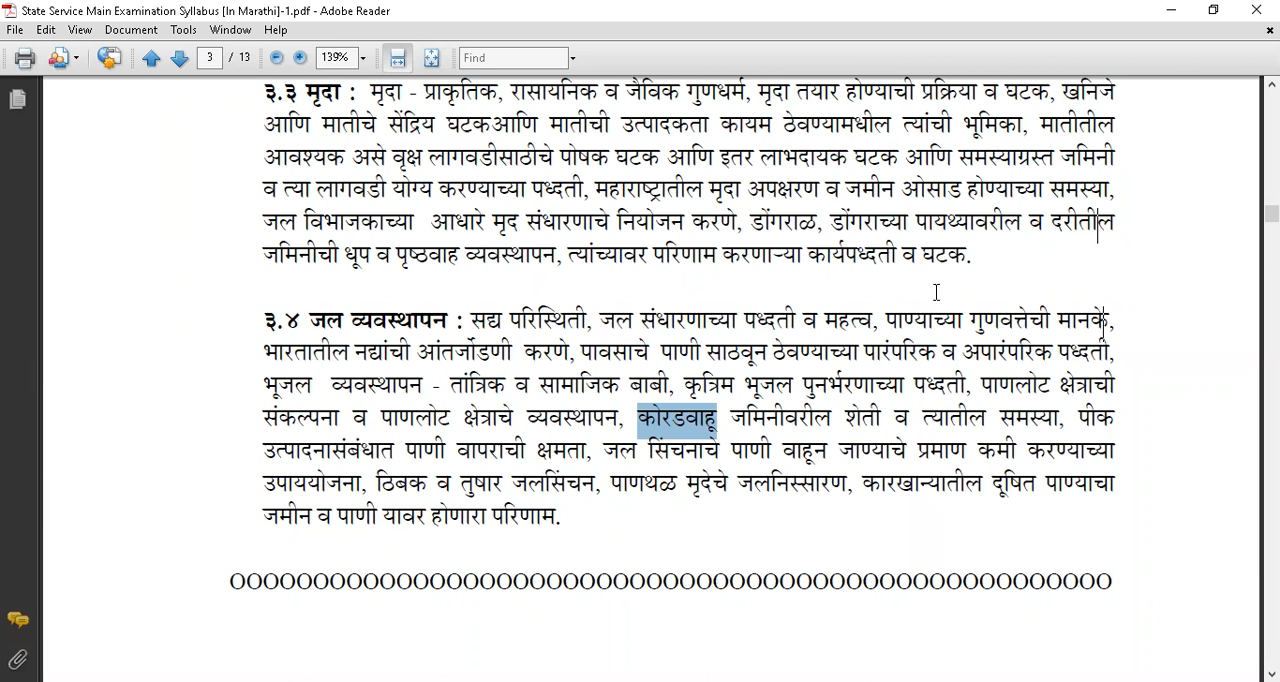 State Service Main Examination Syllabus [In Marathi]-1.pdf - Adobe Reader
File Edit View Document Tools Window Help
3 / 13 139% Find
३.३ मृदा : मृदा - प्राकृतिक, रासायनिक व जैविक गुणधर्म, मृदा तयार होण्याची प्रक्रिया व घटक, खनिजे
आणि मातीचे सेंद्रिय घटकआणि मातीची उत्पादकता कायम ठेवण्यामधील त्यांची भूमिका, मातीतील
आवश्यक असे वृक्ष लागवडीसाठीचे पोषक घटक आणि इतर लाभदायक घटक आणि समस्याग्रस्त जमिनी
व त्या लागवडी योग्य करण्याच्या पध्दती, महाराष्ट्रातील मृदा अपक्षरण व जमीन ओसाड होण्याच्या समस्या,
जल विभाजकाच्या आधारे मृद संधारणाचे नियोजन करणे, डोंगराळ, डोंगराच्या पायथ्यावरील व दरीतील
जमिनीची धूप व पृष्ठवाह व्यवस्थापन, त्यांच्यावर परिणाम करणाऱ्या कार्यपध्दती व घटक.
३.४ जल व्यवस्थापन : सद्य परिस्थिती, जल संधारणाच्या पध्दती व महत्व, पाण्याच्या गुणवत्तेची मानके,
भारतातील नद्यांची आंतर्जोडणी करणे, पावसाचे पाणी साठवून ठेवण्याच्या पारंपरिक व अपारंपरिक पध्दती,
भूजल व्यवस्थापन - तांत्रिक व सामाजिक बाबी, कृत्रिम भूजल पुनर्भरणाच्या पध्दती, पाणलोट क्षेत्राची
संकल्पना व पाणलोट क्षेत्राचे व्यवस्थापन, कोरडवाहू जमिनीवरील शेती व त्यातील समस्या, पीक
उत्पादनासंबंधात पाणी वापराची क्षमता, जल सिंचनाचे पाणी वाहून जाण्याचे प्रमाण कमी करण्याच्या
उपाययोजना, ठिबक व तुषार जलसिंचन, पाणथळ मृदेचे जलनिस्सारण, कारखान्यातील दूषित पाण्याचा
जमीन व पाणी यावर होणारा परिणाम.
OOOOOOOOOOOOOOOOOOOOOOOOOOOOOOOOOOOOOOOOOOOOOOOOOOOOO